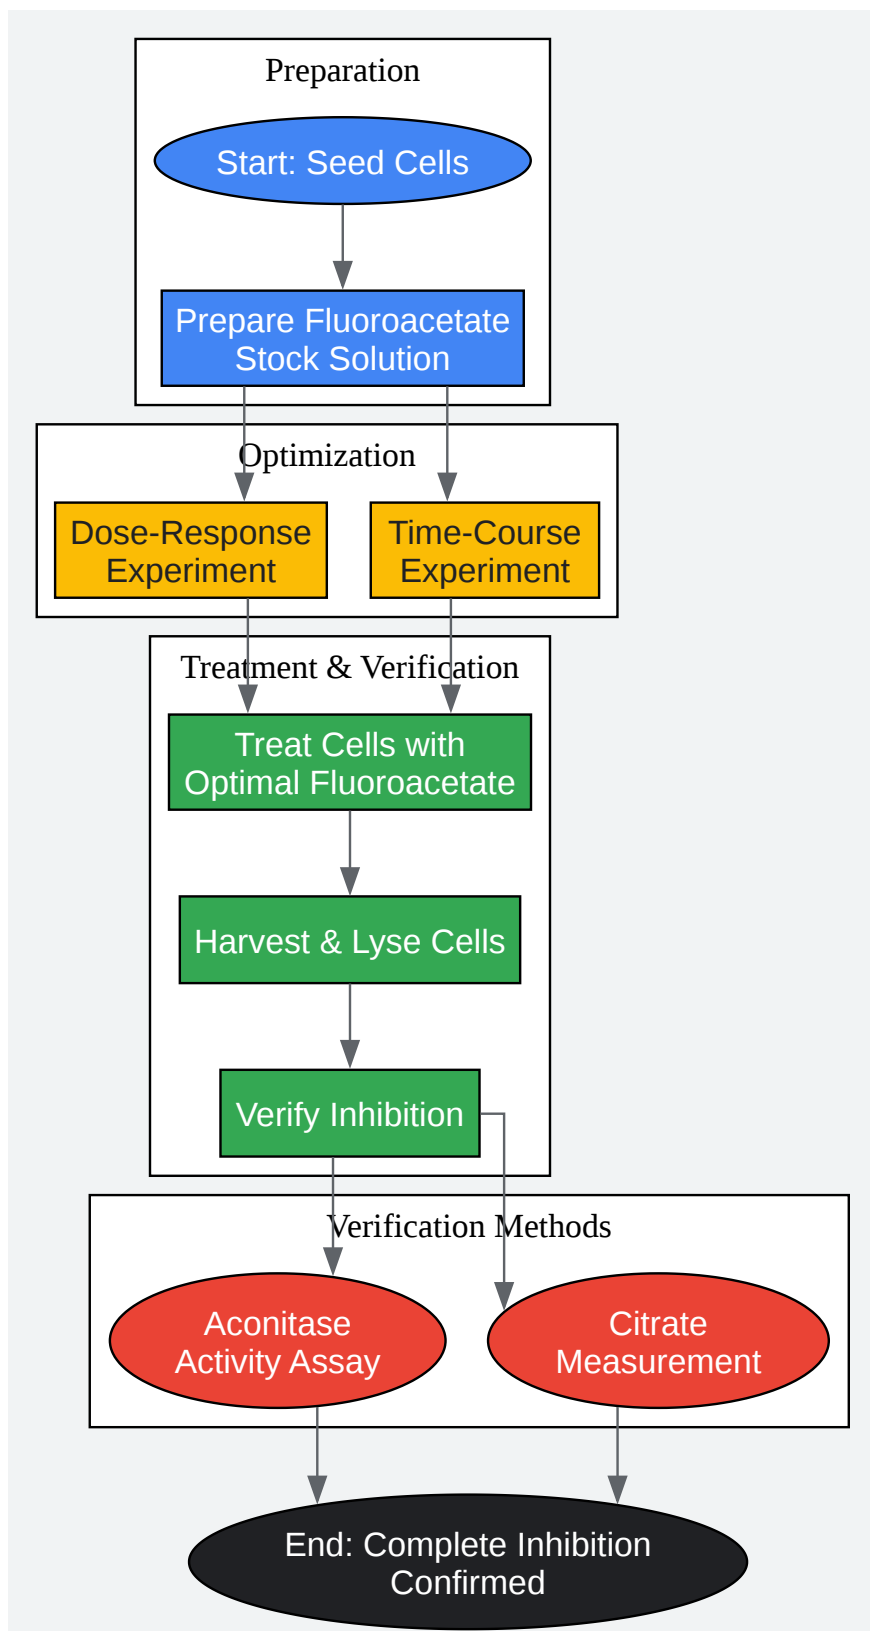 Preparation
Start: Seed Cells
Prepare Fluoroacetate
Stock Solution
Optimization
Dose-Response
Experiment
Time-Course
Experiment
Treatment & Verification
Treat Cells with
Optimal Fluoroacetate
Harvest & Lyse Cells
Verify Inhibition
Verification Methods
Aconitase
Activity Assay
Citrate
Measurement
End: Complete Inhibition
Confirmed